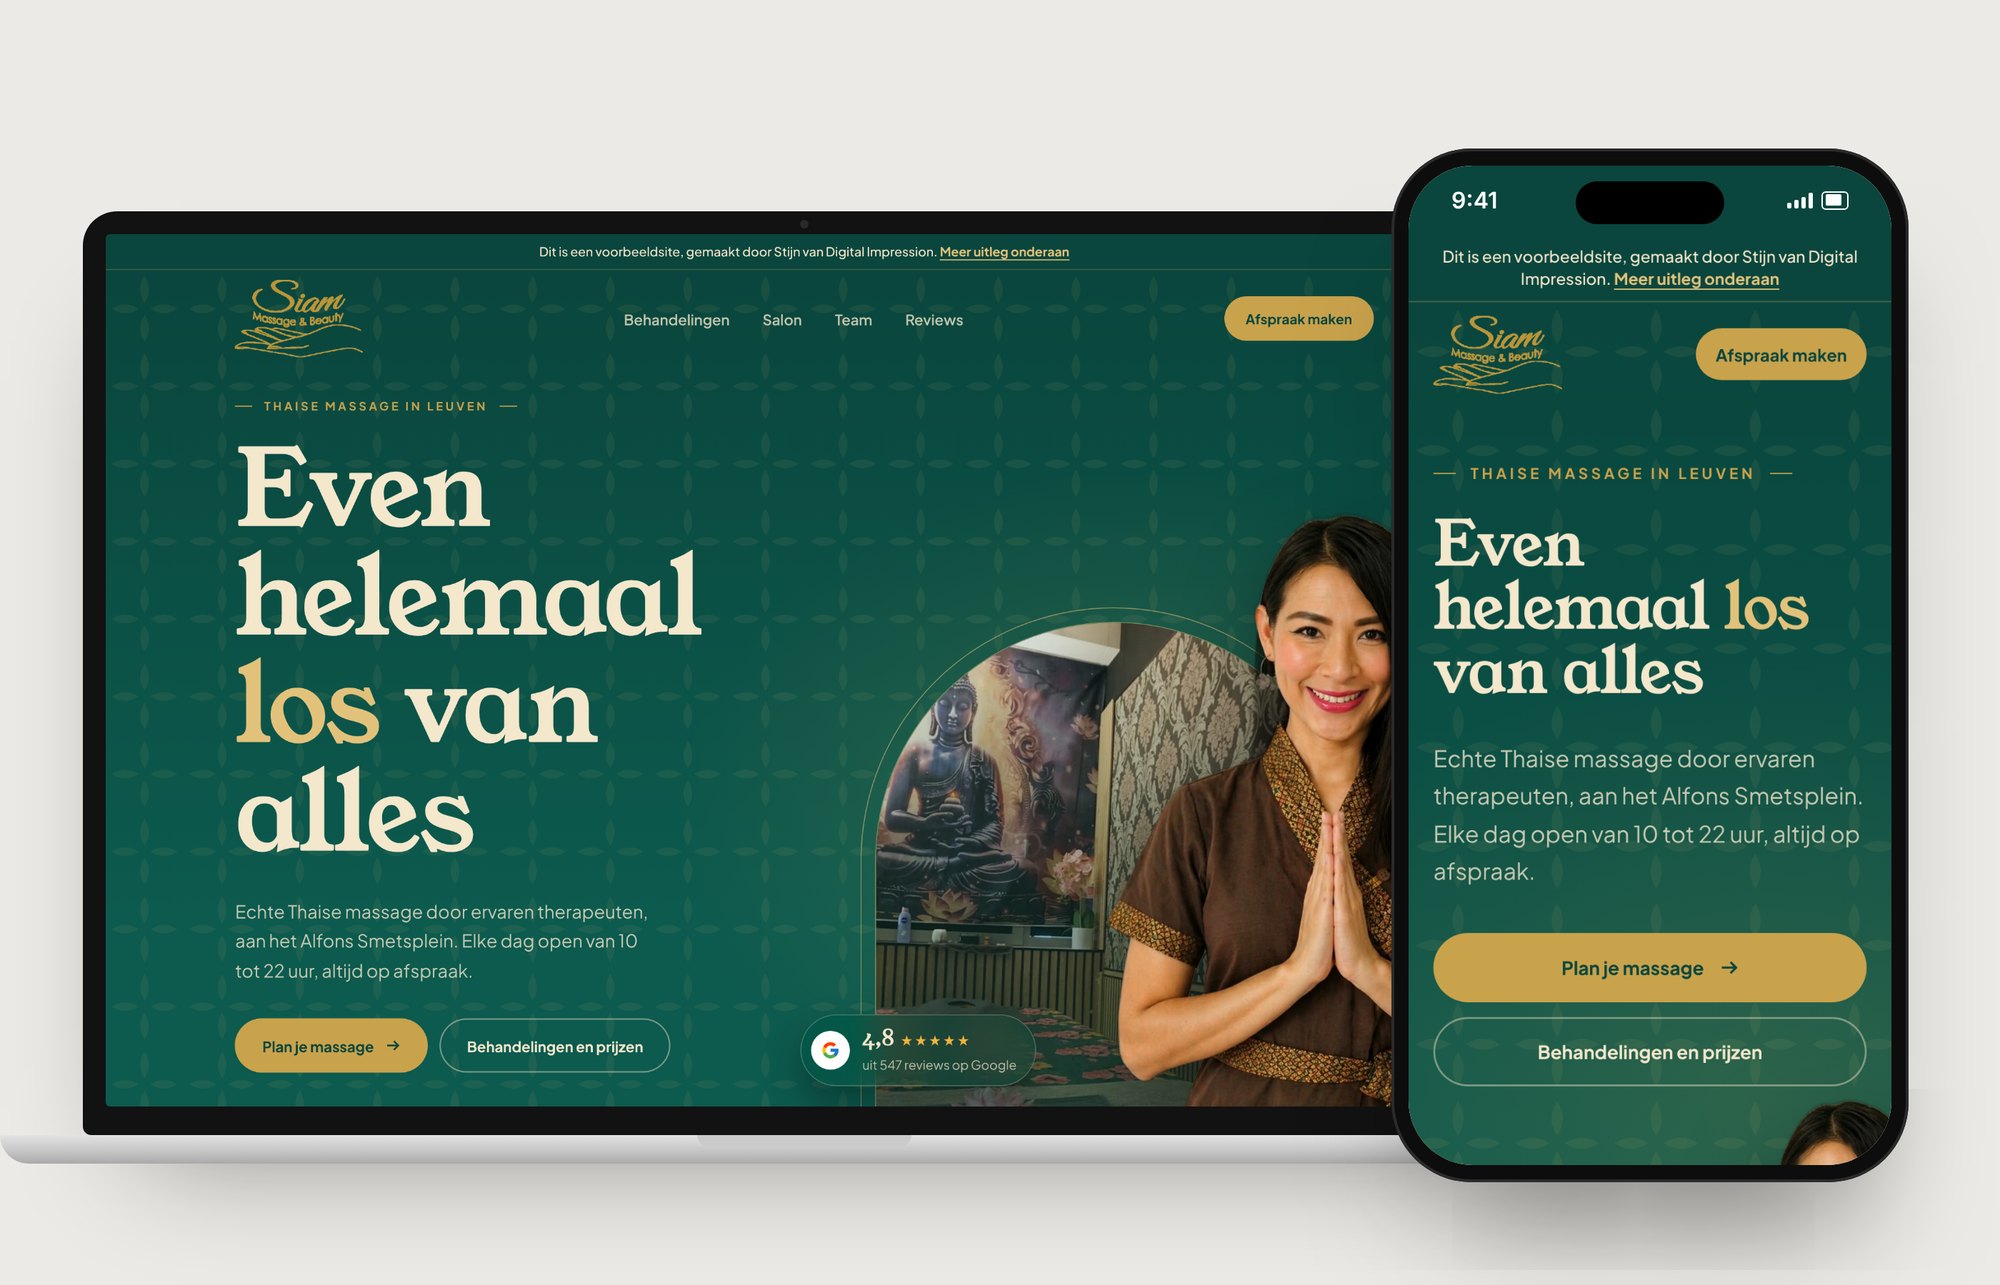 Dit is een voorbeeldsite, gemaakt door Stijn van Digital Impression. Meer uitleg onderaan
Siam
Massage & Beauty
Behandelingen
Salon
Team
Reviews
Afspraak maken
THAISE MASSAGE IN LEUVEN
Even
helemaal
los van
alles
Echte Thaise massage door ervaren therapeuten,
aan het Alfons Smetsplein. Elke dag open van 10
tot 22 uur, altijd op afspraak.
Plan je massage →
Behandelingen en prijzen
4,8 ★★★★★
uit 547 reviews op Google
9:41
Dit is een voorbeeldsite, gemaakt door Stijn van Digital
Impression. Meer uitleg onderaan
Siam
Massage & Beauty
Afspraak maken
THAISE MASSAGE IN LEUVEN
Even
helemaal los
van alles
Echte Thaise massage door ervaren
therapeuten, aan het Alfons Smetsplein.
Elke dag open van 10 tot 22 uur, altijd op
afspraak.
Plan je massage →
Behandelingen en prijzen